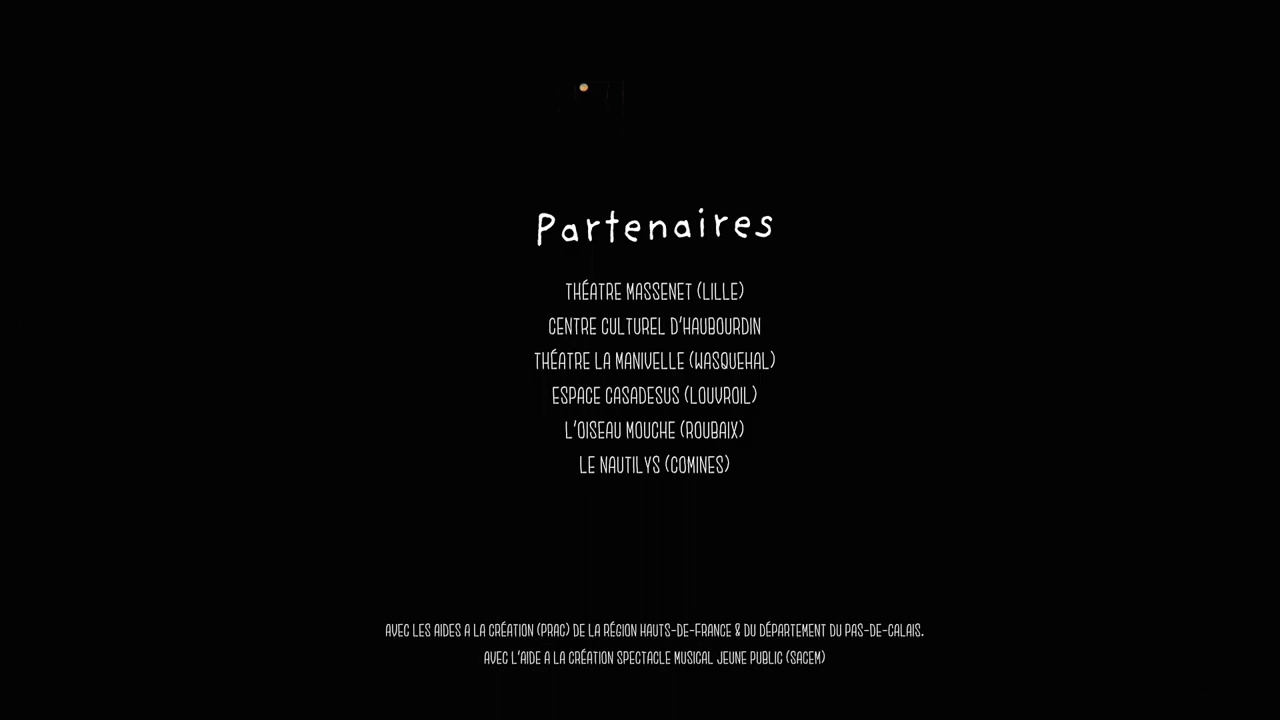 Partenaires
THÉATRE MASSENET (LILLE)
CENTRE CULTUREL D'HAUBOURDIN
THÉATRE LA MANIVELLE (WASQUEHAL)
ESPACE CASADESUS (LOUVROIL)
L'OISEAU MOUCHE (ROUBAIX)
LE NAUTILYS (COMINES)
AVEC LES AIDES A LA CRÉATION (PRAC) DE LA RÉGION HAUTS-DE-FRANCE & DU DÉPARTEMENT DU PAS-DE-CALAIS.
AVEC L'AIDE A LA CRÉATION SPECTACLE MUSICAL JEUNE PUBLIC (SACEM)